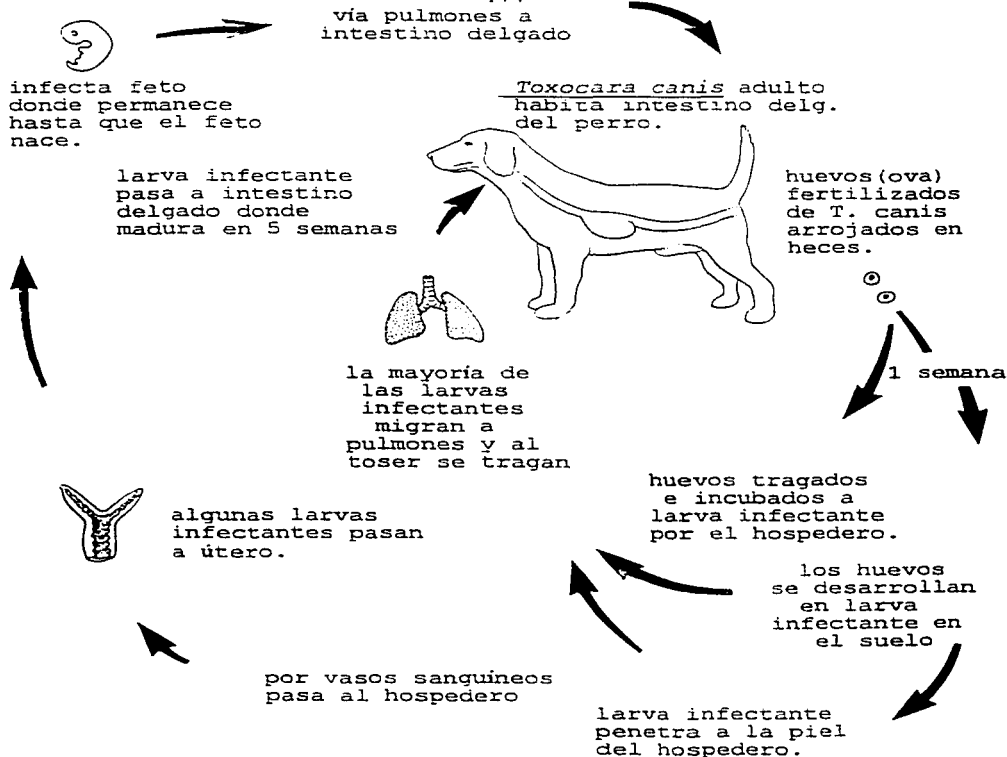 vía pulmones a
intestino delgado
infecta feto
donde permanece
hasta que el feto
nace.
Toxocara canis adulto
habita intestino delg.
del perro.
larva infectante
pasa a intestino
delgado donde
madura en 5 semanas
huevos(ova)
fertilizados
de T. canis
arrojados en
heces.
1 semana
la mayoría de
las larvas
infectantes
migran a
pulmones y al
toser se tragan
huevos tragados
e incubados a
larva infectante
por el hospedero.
algunas larvas
infectantes pasan
a útero.
los huevos
se desarrollan
en larva
infectante en
el suelo
por vasos sanguíneos
pasa al hospedero
larva infectante
penetra a la piel
del hospedero.